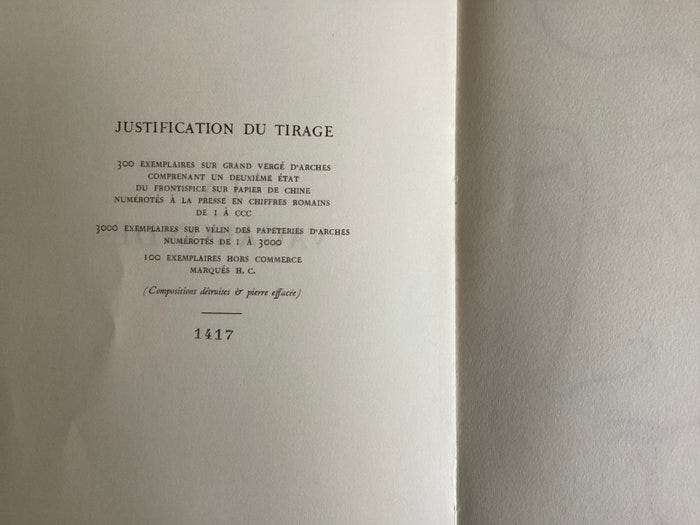 JUSTIFICATION DU TIRAGE
300 EXEMPLAIRES SUR GRAND VERGÉ D'ARCHES
COMPRENANT UN DEUXIÈME ÉTAT
DU FRONTISPICE SUR PAPIER DE CHINE
NUMÉROTÉS À LA PRESSE EN CHIFFRES ROMAINS
DE I À CCC
3000 EXEMPLAIRES SUR VÉLIN DES PAPETERIES D'ARCHES
NUMÉROTÉS DE I À 3000
100 EXEMPLAIRES HORS COMMERCE
MARQUÉS H. C.
(Compositions détruites & pierre effacée)
1417